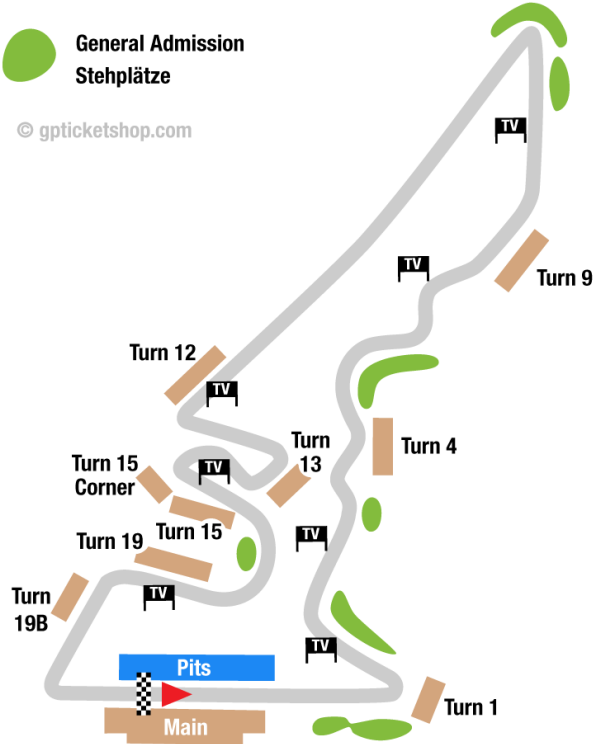 General Admission
Stehplätze
© gpticketshop.com
TV
TV
Turn 9
Turn 12
TV
Turn
13
Turn 4
Turn 15
Corner
TV
Turn 15
Turn 19
TV
TV
Turn
19B
TV
Pits
Turn 1
Main